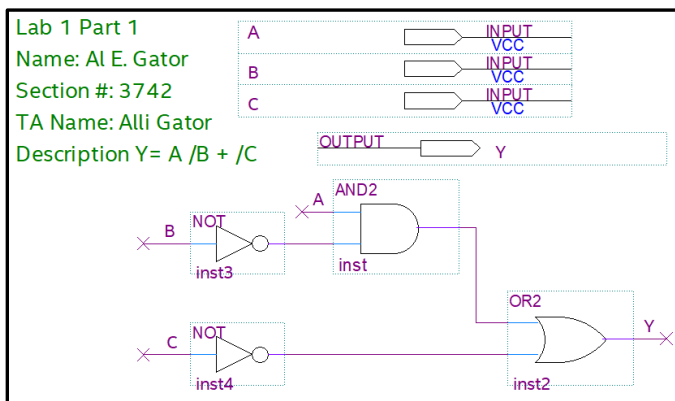 Lab 1 Part 1
Name: Al E. Gator
Section #: 3742
TA Name: Alli Gator
Description Y= A /B + /C
A
INPUT
VCC
B
INPUT
VCC
C
INPUT
VCC
OUTPUT
Y
A
AND2
inst
B
NOT
inst3
C
NOT
inst4
OR2
Y
inst2